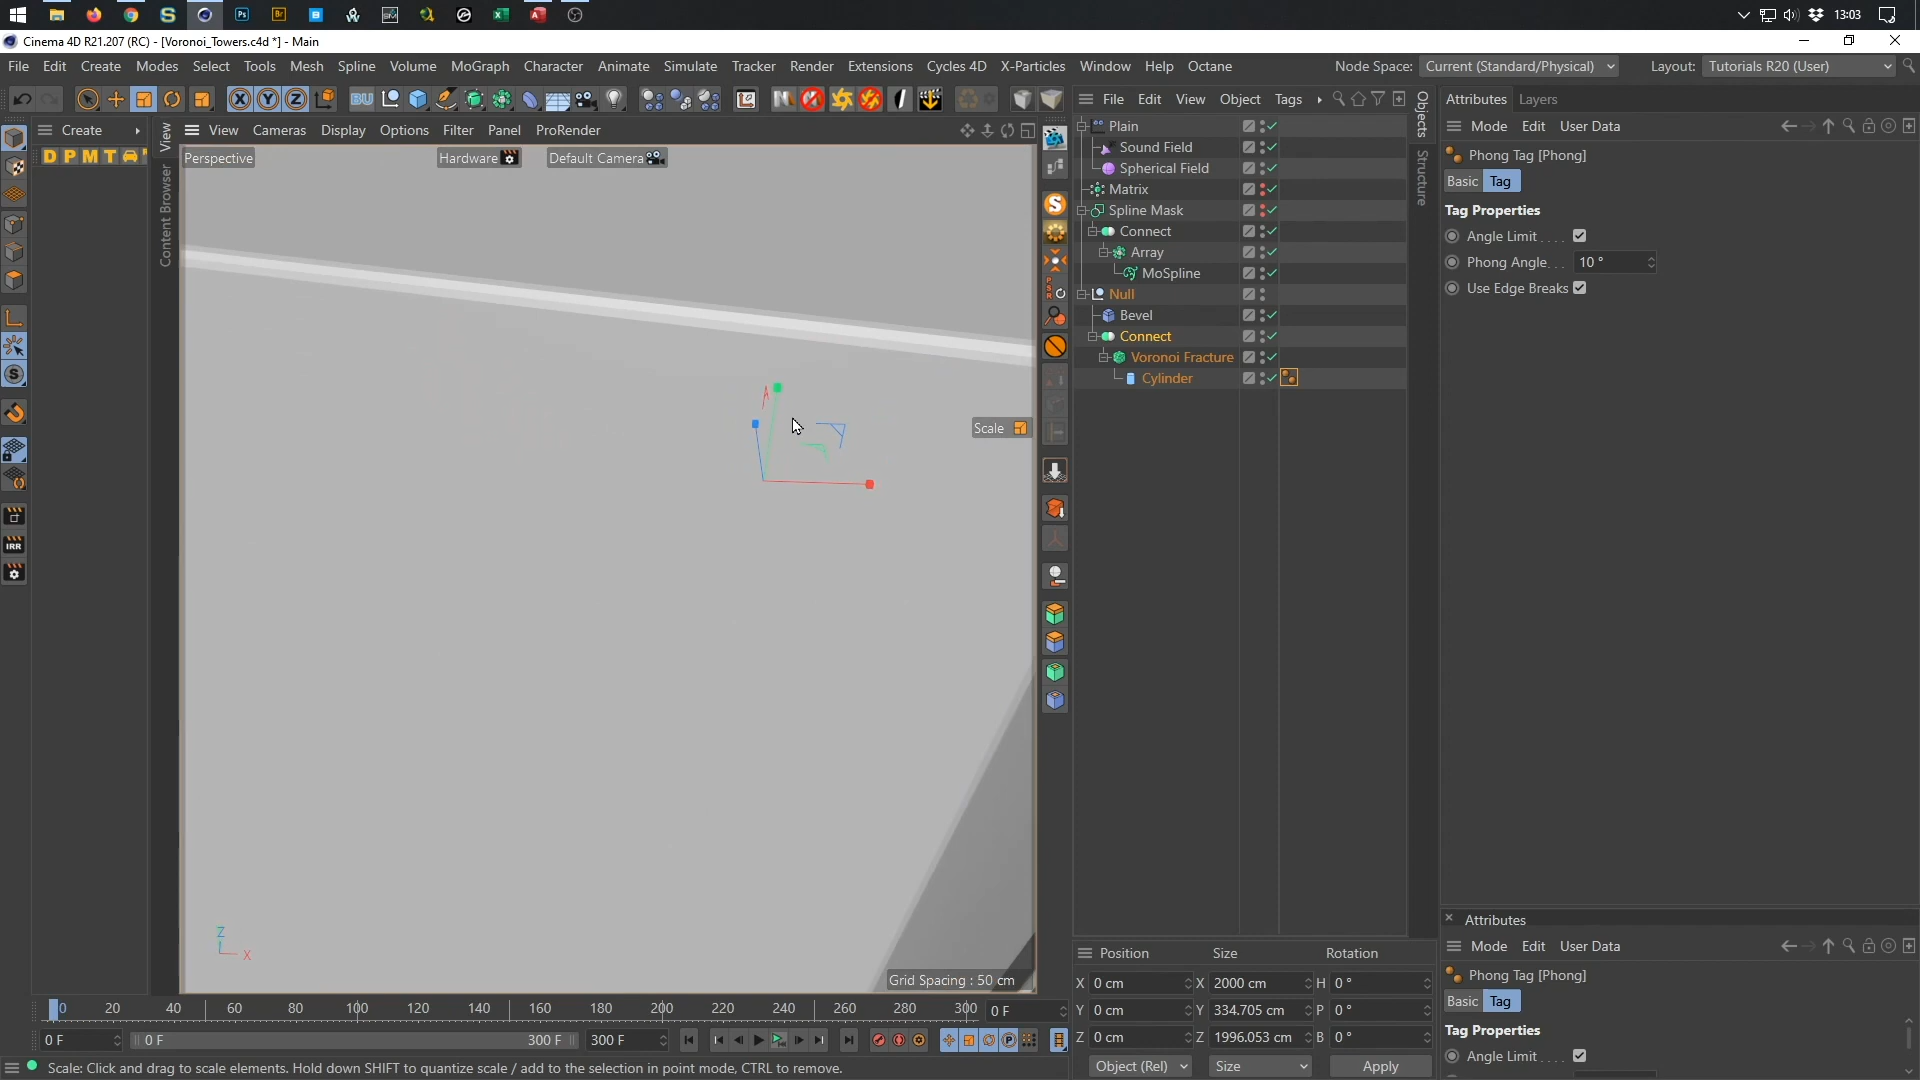 13:03
Cinema 4D R21.207 (RC) - [Voronoi_Towers.c4d *] - Main
File Edit Create Modes Select Tools Mesh Spline Volume MoGraph Character Animate Simulate Tracker Render Extensions Cycles 4D X-Particles Window Help Octane Node Space: Current (Standard/Physical) Layout: Tutorials R20 (User)
X Y Z BU
File Edit View Object Tags
Attributes Layers
Create
View Cameras Display Options Filter Panel ProRender
Mode Edit User Data
D P M T
View
Content Browser
Objects
Structure
Perspective Hardware Default Camera
Plain
Sound Field
Spherical Field
Matrix
Spline Mask
Connect
Array
MoSpline
Null
Bevel
Connect
Voronoi Fracture
Cylinder
Phong Tag [Phong]
Basic Tag
Tag Properties
Angle Limit . . . .
Phong Angle. . . 10 °
Use Edge Breaks
Scale
IRR
PSR
Z
X
Grid Spacing : 50 cm
Attributes
Mode Edit User Data
Phong Tag [Phong]
Basic Tag
Tag Properties
Angle Limit . . . .
Position Size Rotation
X 0 cm X 2000 cm H 0 °
Y 0 cm Y 334.705 cm P 0 °
Z 0 cm Z 1996.053 cm B 0 °
Object (Rel) Size Apply
0 20 40 60 80 100 120 140 160 180 200 220 240 260 280 300 0 F
0 F 0 F 300 F 300 F
Scale: Click and drag to scale elements. Hold down SHIFT to quantize scale / add to the selection in point mode, CTRL to remove.